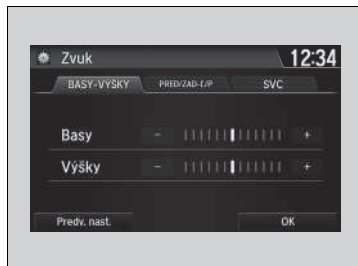 Zvuk 12:34
BASY-VÝŠKY PRED/ZAD-Ľ/P SVC
Basy - +
Výšky - +
Predv. nast. OK